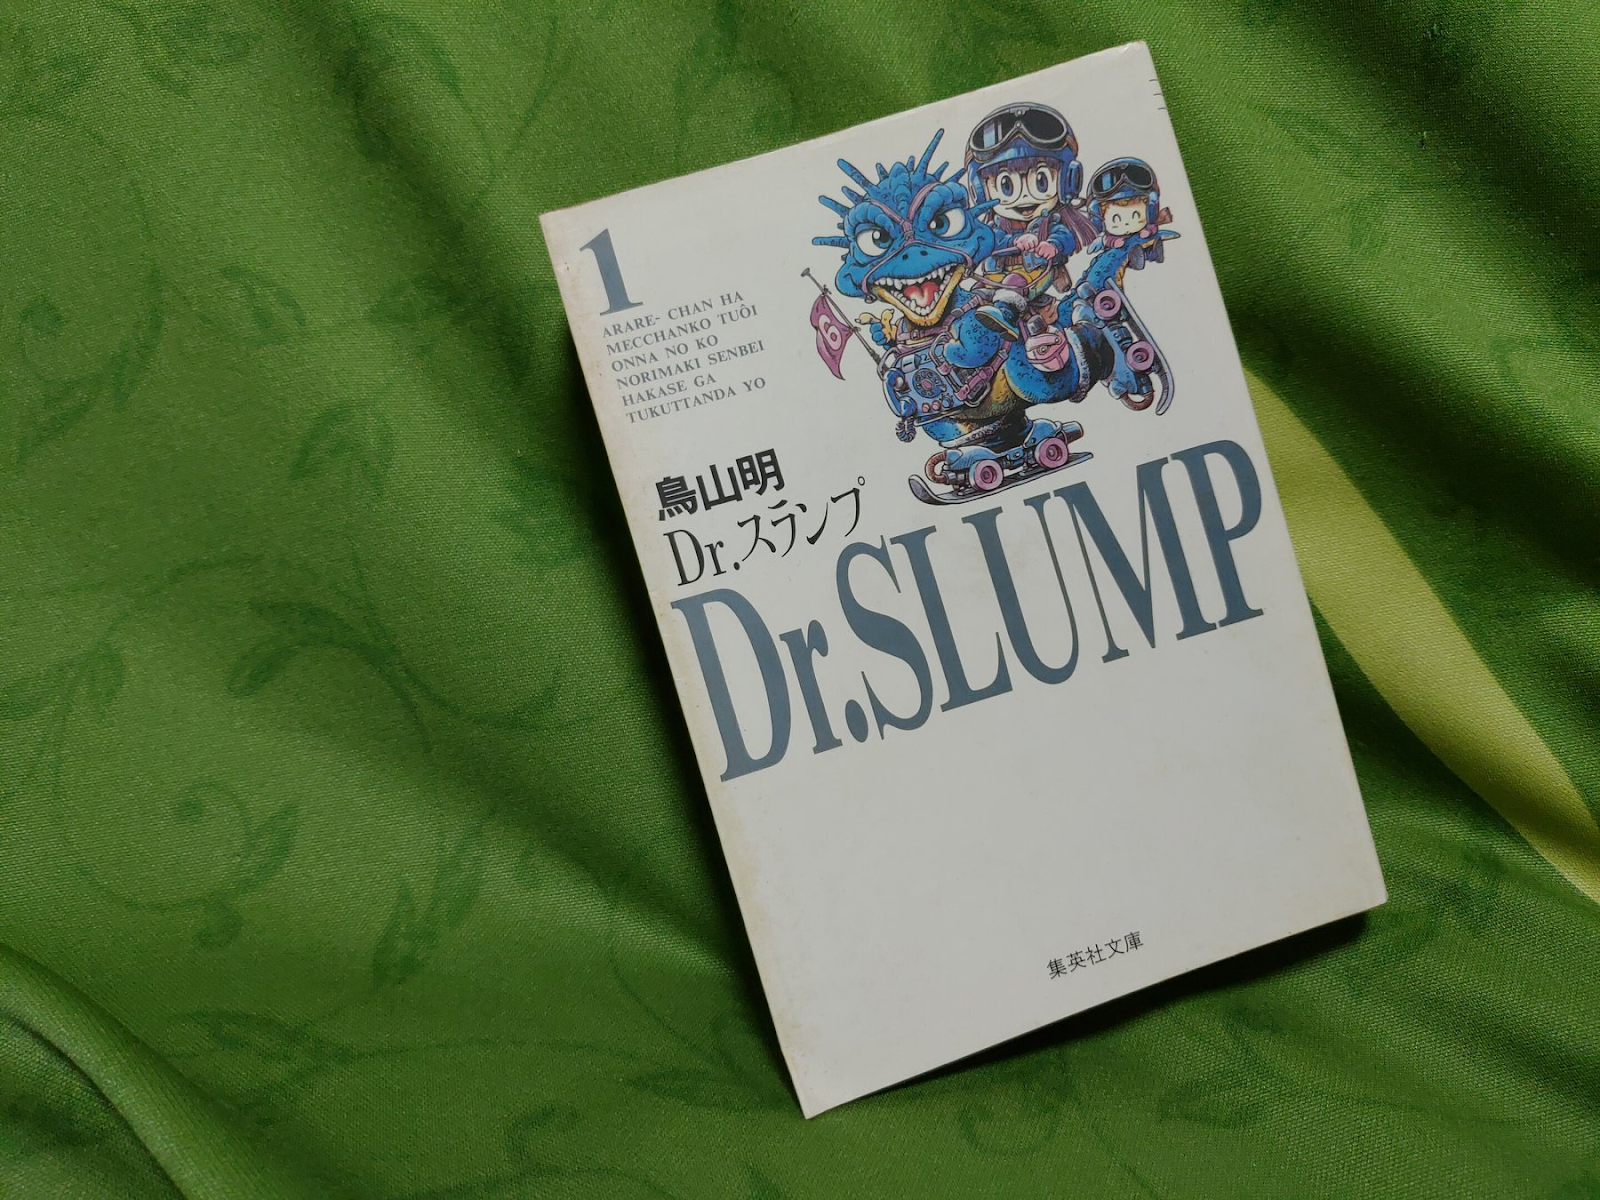 1
ARARE- CHAN HA
MECCHANKO TUÔI
ONNA NO KO
NORIMAKI SENBEI
HAKASE GA
TUKUTTANDA YO
鳥山明
Dr.スランプ
Dr.SLUMP
集英社文庫